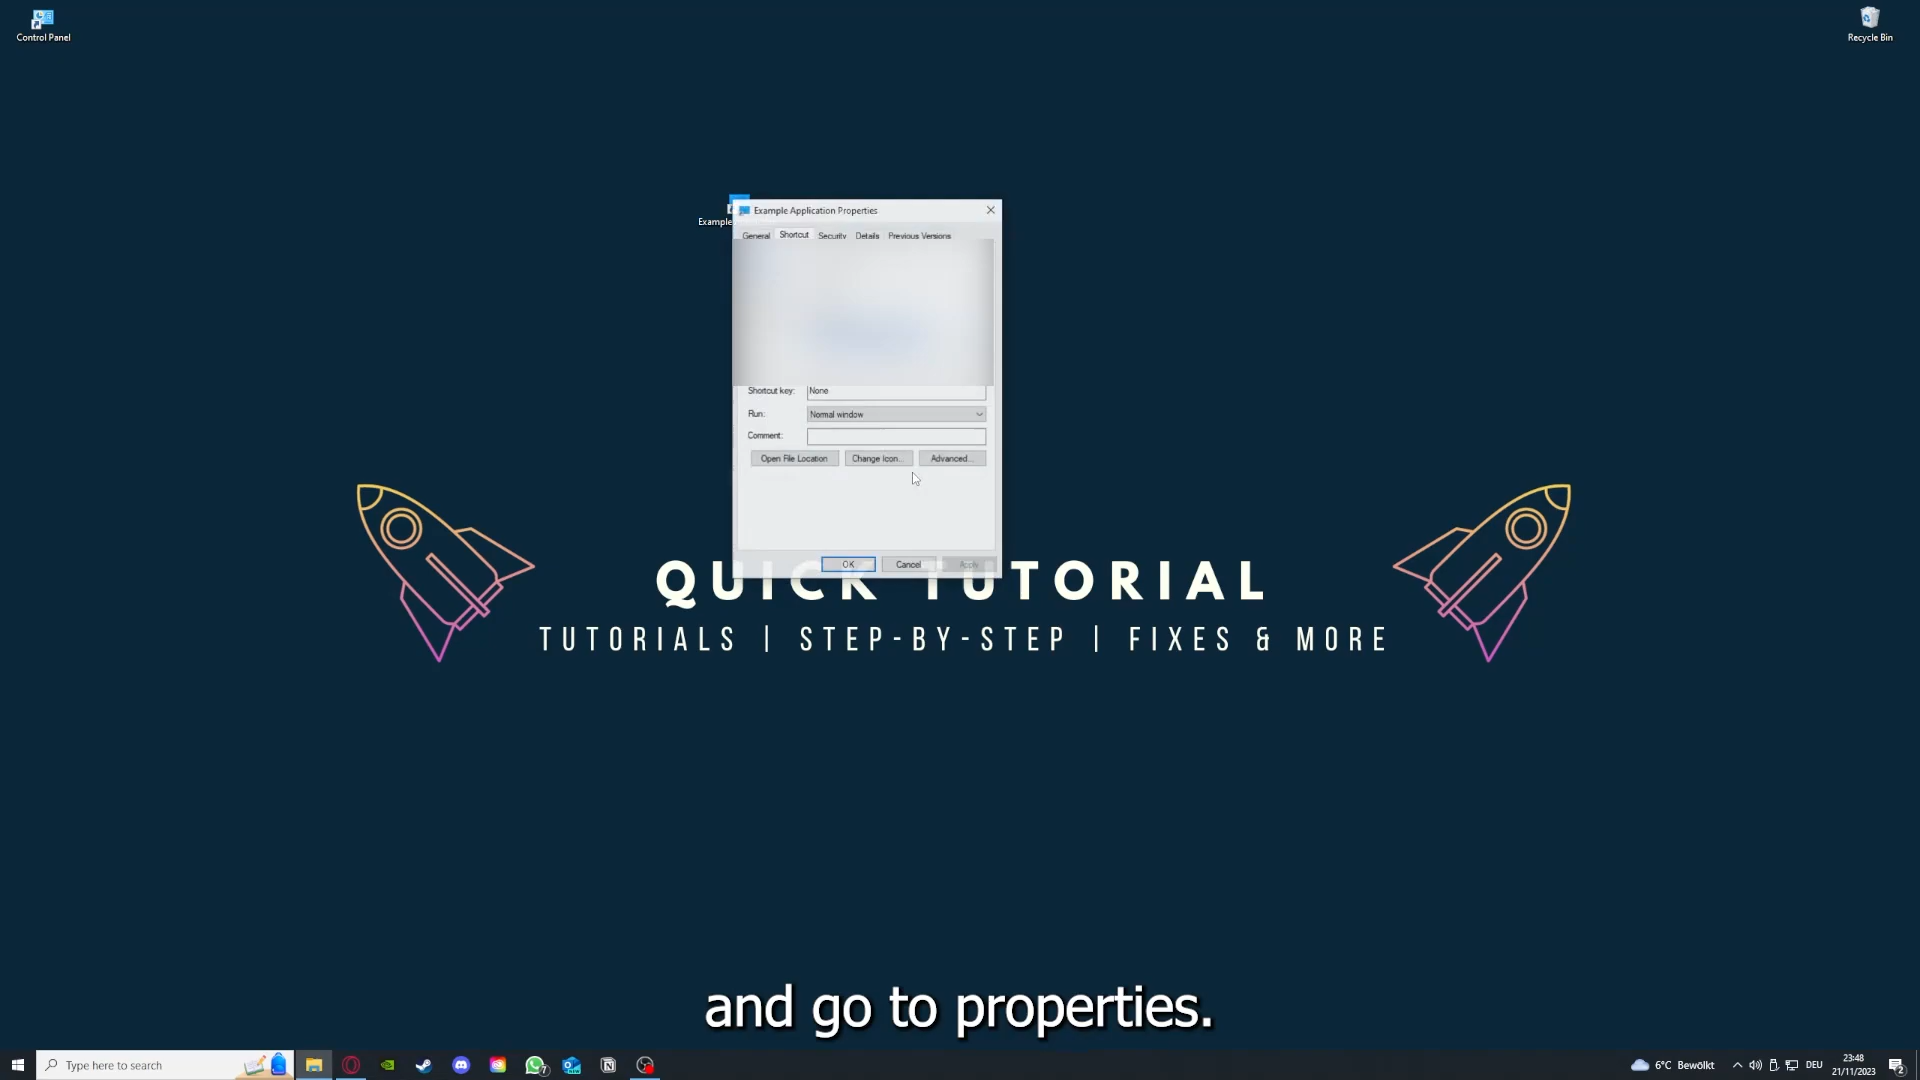 Control Panel
Recycle Bin
Example
Example Application Properties
General Shortcut Security Details Previous Versions
Shortcut key: None
Run: Normal window
Comment:
Open File Location Change Icon... Advanced...
OK Cancel Apply
QUICK TUTORIAL
TUTORIALS | STEP-BY-STEP | FIXES & MORE
and go to properties.
Type here to search
7
6°C Bewölkt
DEU
23:48
21/11/2023
2